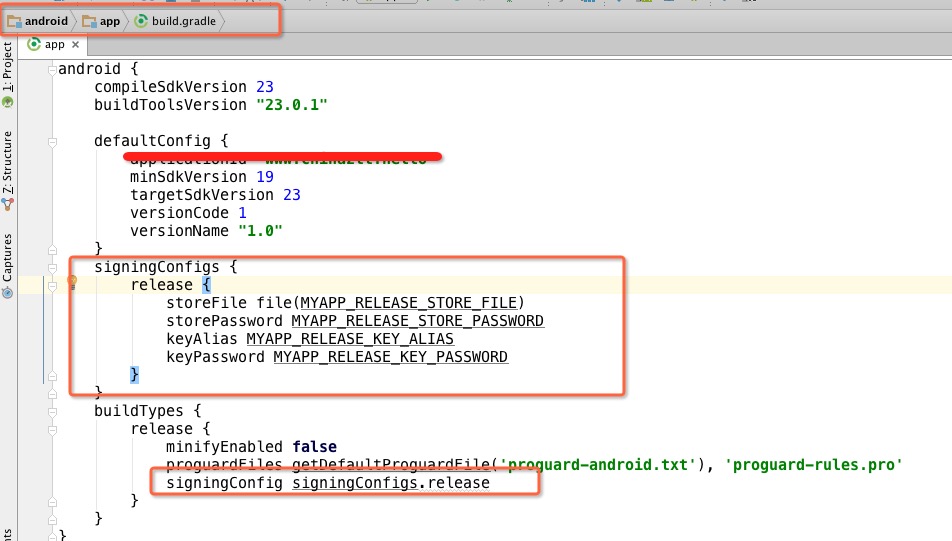 android app build.gradle
app
1: Project
7: Structure
Captures
android {
compileSdkVersion 23
buildToolsVersion "23.0.1"
defaultConfig {
minSdkVersion 19
targetSdkVersion 23
versionCode 1
versionName "1.0"
}
signingConfigs {
release {
storeFile file(MYAPP_RELEASE_STORE_FILE)
storePassword MYAPP_RELEASE_STORE_PASSWORD
keyAlias MYAPP_RELEASE_KEY_ALIAS
keyPassword MYAPP_RELEASE_KEY_PASSWORD
}
}
buildTypes {
release {
minifyEnabled false
proguardFiles getDefaultProguardFile('proguard-android.txt'), 'proguard-rules.pro'
signingConfig signingConfigs.release
}
}
}